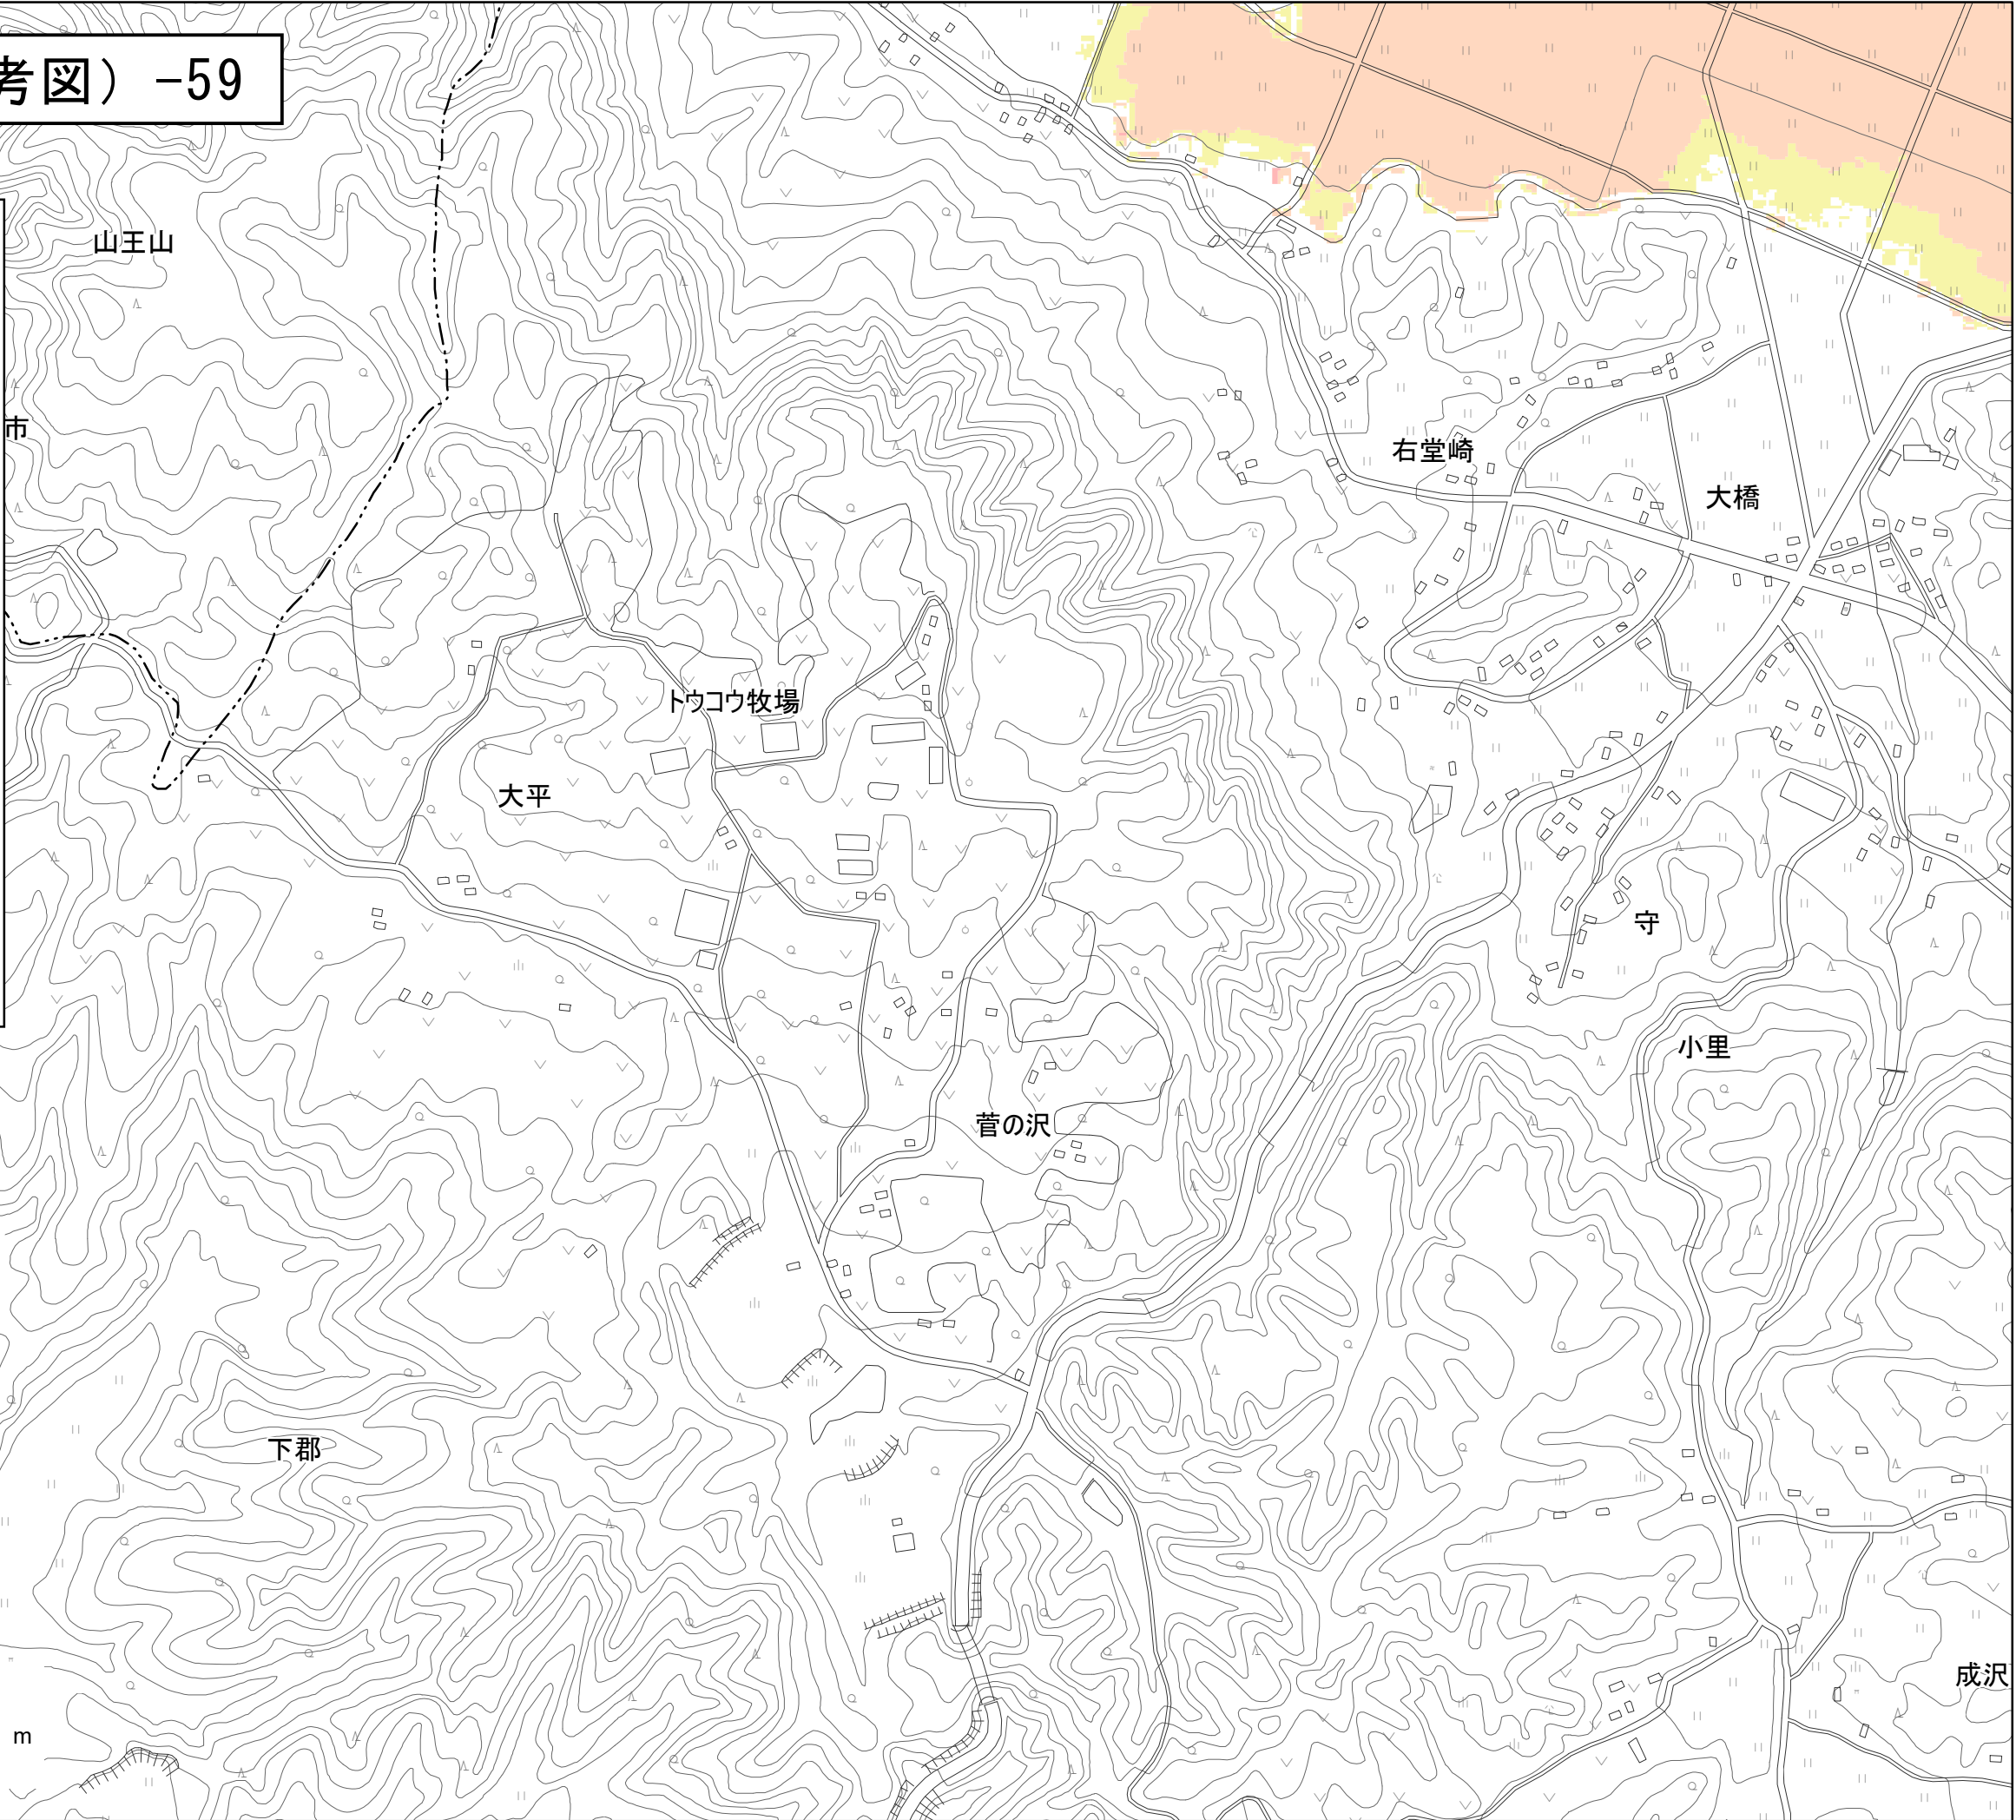 考図）-59
山王山
市
右堂崎
大橋
トウコウ牧場
大平
守
小里
菅の沢
下郡
成沢
m